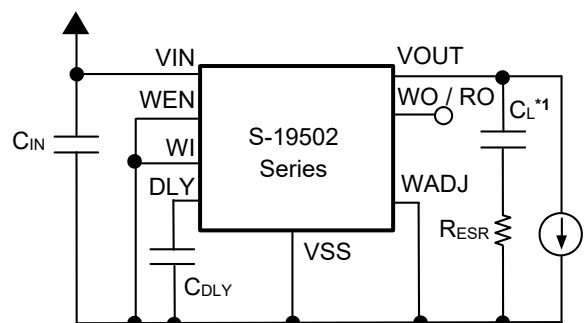 VIN
WEN
WI
DLY
CIN
CDLY
S-19502
Series
VSS
VOUT
WO / RO
WADJ
CL*1
RESR